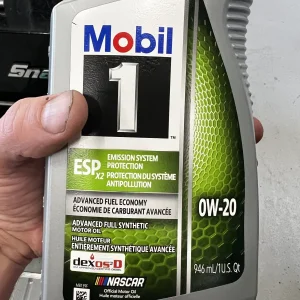 Mobil
Sna
1
™
ESP x2
EMISSION SYSTEM
PROTECTION
PROTECTION DU SYSTÈME
ANTIPOLLUTION
ADVANCED FUEL ECONOMY
ÉCONOMIE DE CARBURANT AVANCÉE
0W-20
ADVANCED FULL SYNTHETIC
MOTOR OIL
HUILE MOTEUR
ENTIÈREMENT SYNTHÉTIQUE AVANCÉE
dexos-D
946 mL/1 U.S. Qt
NASCAR
Official Motor Oil
Huile moteur officielle